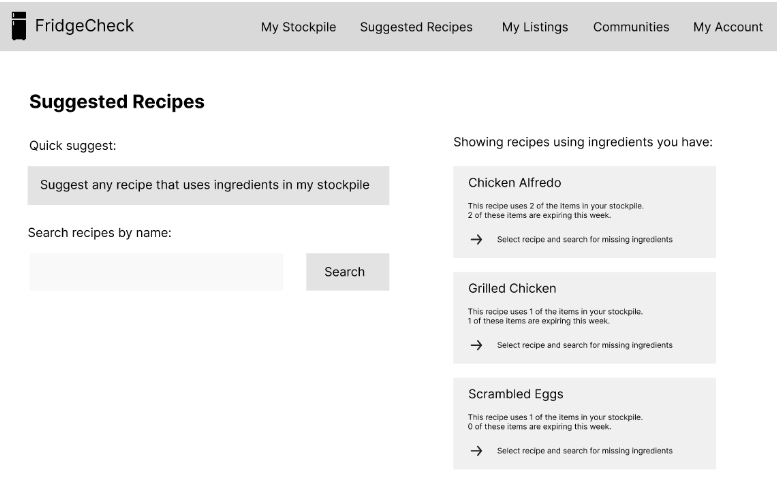 FridgeCheck
My Stockpile
Suggested Recipes
My Listings
Communities
My Account
Suggested Recipes
Quick suggest:
Suggest any recipe that uses ingredients in my stockpile
Search recipes by name:
Search
Showing recipes using ingredients you have:
Chicken Alfredo
This recipe uses 2 of the items in your stockpile.
2 of these items are expiring this week.
Select recipe and search for missing ingredients
Grilled Chicken
This recipe uses 1 of the items in your stockpile.
1 of these items are expiring this week.
Select recipe and search for missing ingredients
Scrambled Eggs
This recipe uses 1 of the items in your stockpile.
0 of these items are expiring this week.
Select recipe and search for missing ingredients